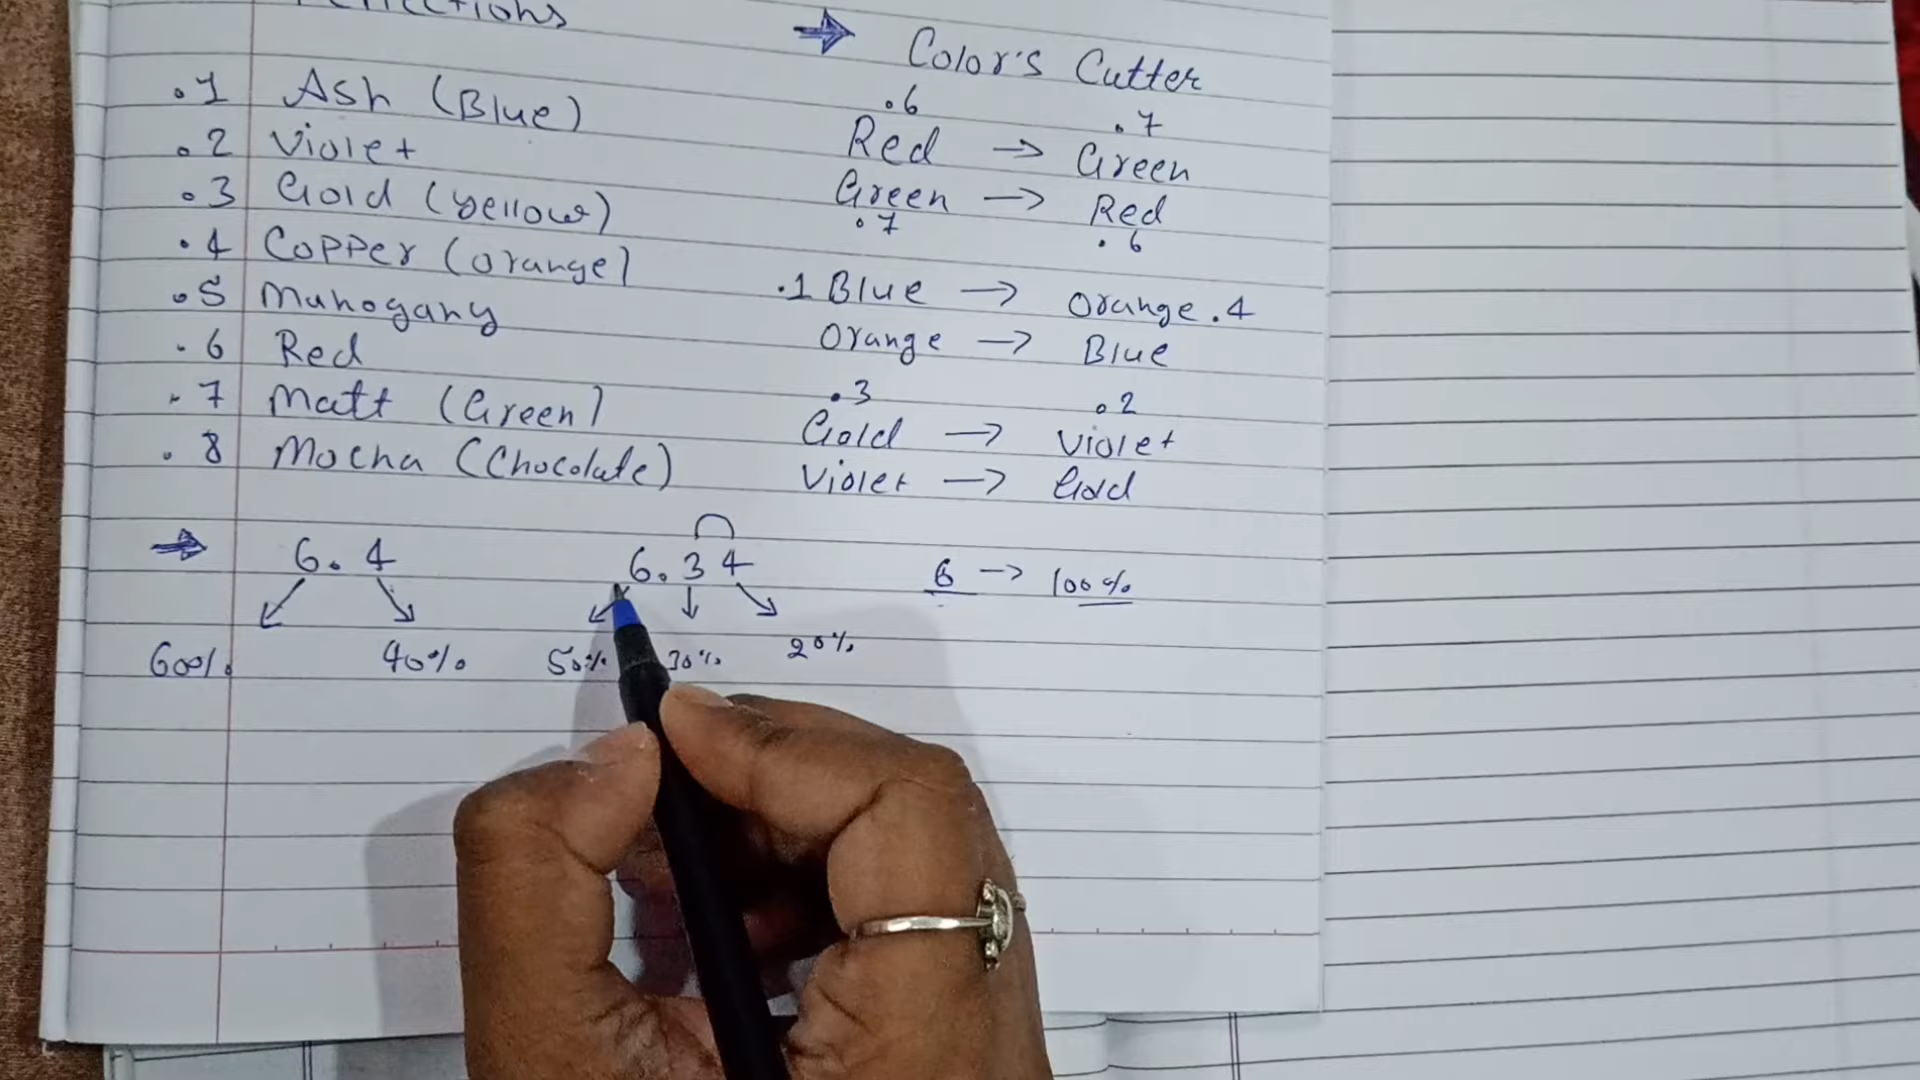 → Color's Cutter
.1 Ash (Blue)
.2 Violet
.3 Gold (yellow)
.4 Copper (orange)
.5 Muhogany
.6 Red
.7 Matt (Green)
.8 Mocha (Chocolate)
.6 .7
Red → Green
Green → Red
.7 .6
.1 Blue → Orange .4
Orange → Blue
.3 .2
Gold → Violet
Violet → Gold
→ 6.4 6.34 6 → 100%
60% 40% 50% 30% 20%